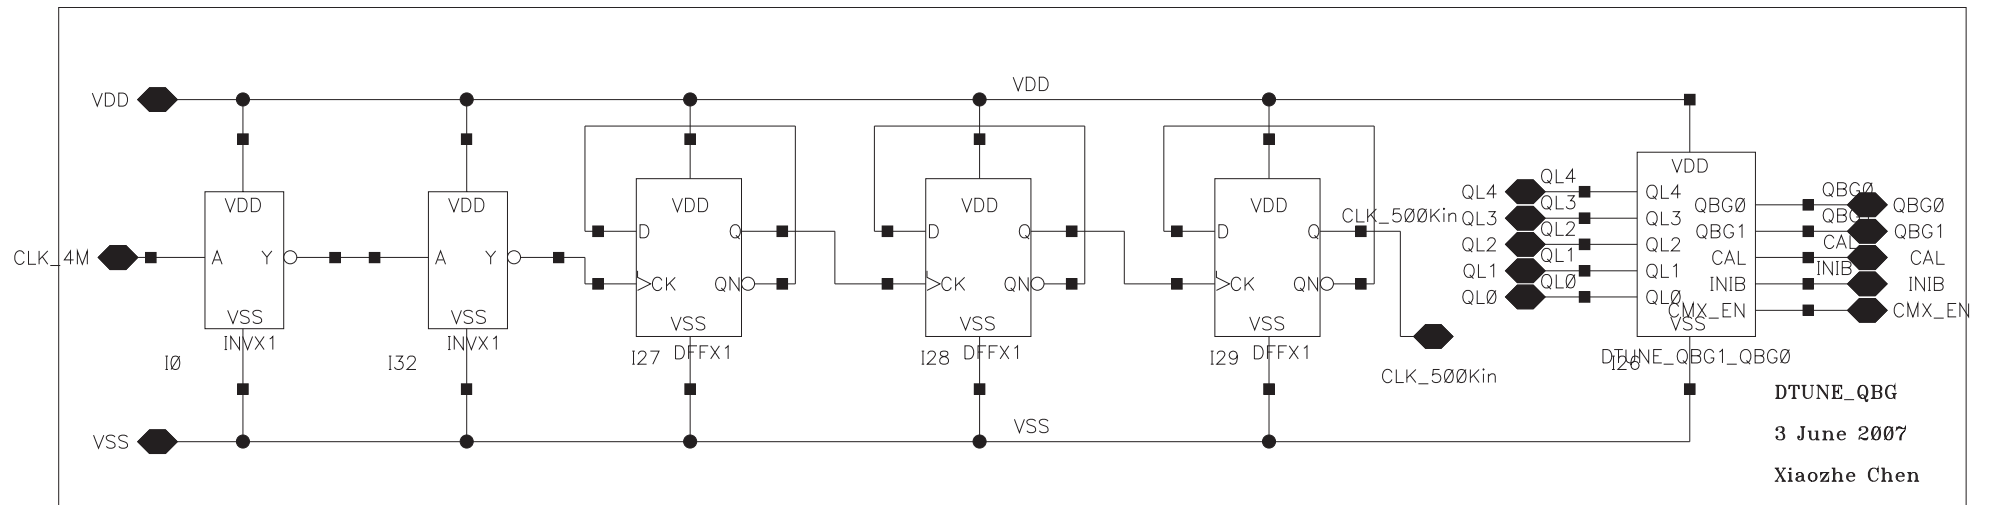 VDD
VDD
VDD
VDD
VDD
VDD
VDD
VDD
CLK_4M
A
Y
VSS
INVX1
I0
A
Y
VSS
INVX1
I32
D
Q
CK
QN
VSS
DFFX1
I27
D
Q
CK
QN
VSS
DFFX1
I28
D
Q
CK
QN
VSS
DFFX1
I29
CLK_500Kin
CLK_500Kin
QL4
QL4
QL4
QL3
QL3
QL3
QL2
QL2
QL2
QL1
QL1
QL1
QL0
QL0
QL0
QBG0
QBG0
QBG0
QBG1
QBG1
CAL
CAL
CAL
INIB
INIB
INIB
CMX_EN
CMX_EN
VSS
DTUNE_QBG1_QBG0
I26
VSS
VSS
DTUNE_QBG
3 June 2007
Xiaozhe Chen